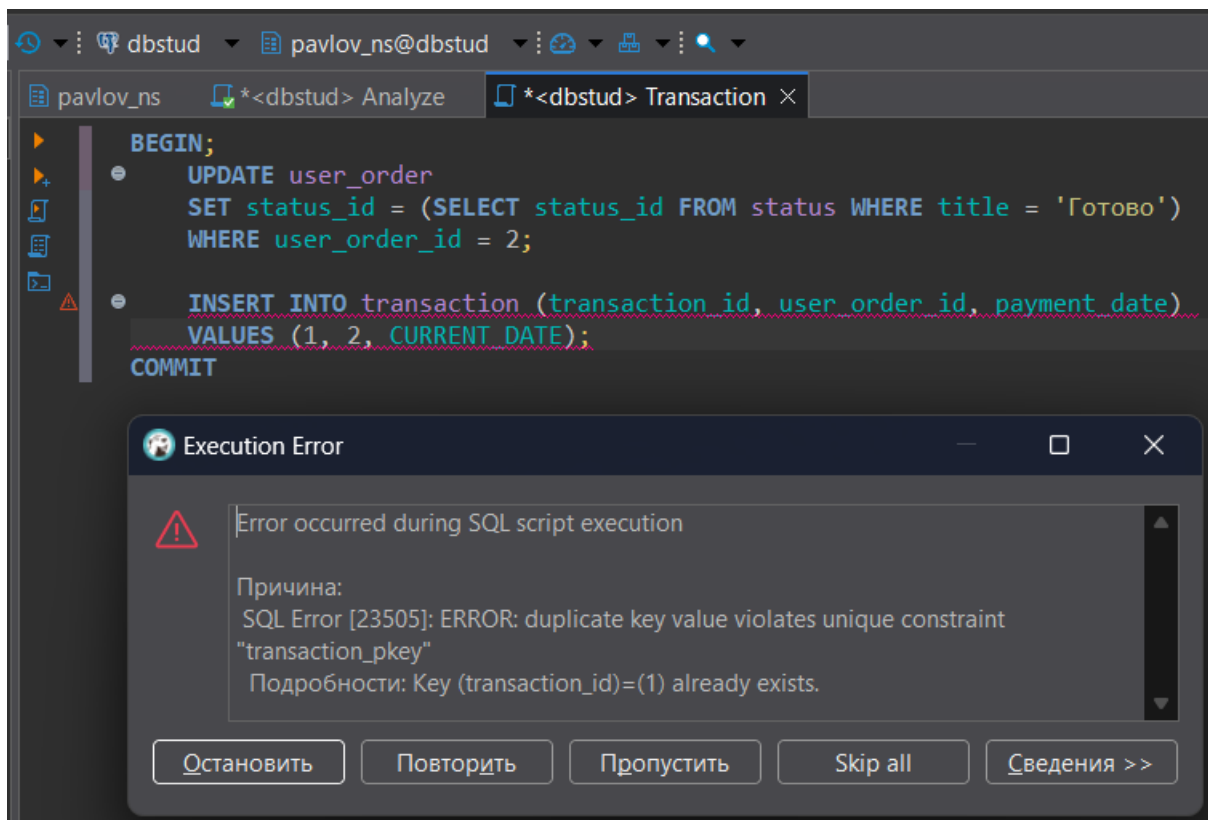 dbstud pavlov_ns@dbstud
pavlov_ns *<dbstud> Analyze *<dbstud> Transaction
BEGIN;
UPDATE user_order
SET status_id = (SELECT status_id FROM status WHERE title = 'Готово')
WHERE user_order_id = 2;
INSERT INTO transaction (transaction_id, user_order_id, payment_date)
VALUES (1, 2, CURRENT_DATE);
COMMIT
Execution Error
Error occurred during SQL script execution
Причина:
SQL Error [23505]: ERROR: duplicate key value violates unique constraint
"transaction_pkey"
Подробности: Key (transaction_id)=(1) already exists.
Остановить Повторить Пропустить Skip all Сведения >>